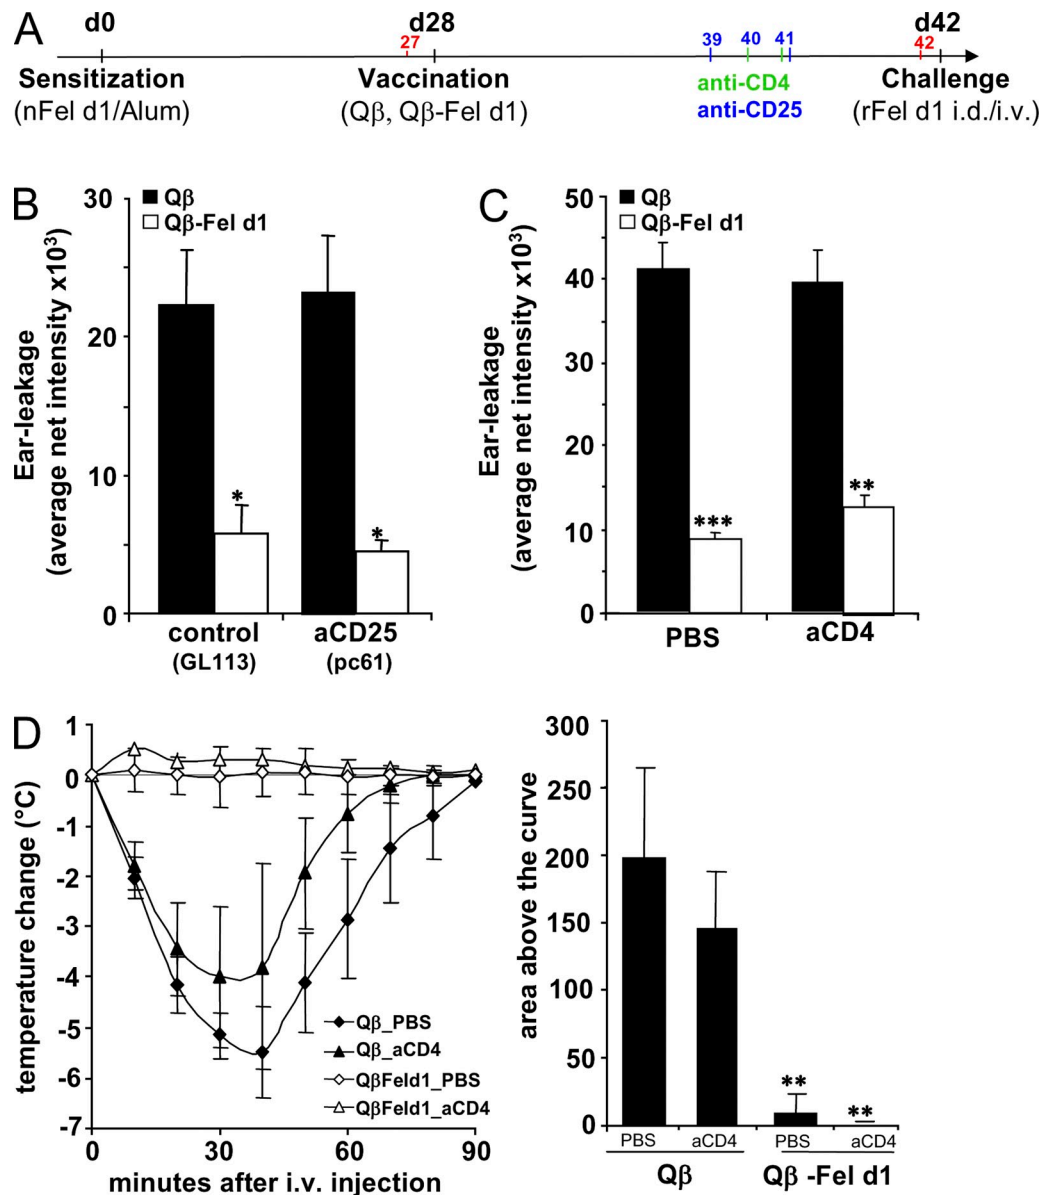 A
d0
d28
d42
27
39
40
41
42
Sensitization
(nFel d1/Alum)
Vaccination
(Qβ, Qβ-Fel d1)
anti-CD4
anti-CD25
Challenge
(rFel d1 i.d./i.v.)
B
Ear-leakage
(average net intensity x10³)
30
20
10
0
Qβ
Qβ-Fel d1
*
*
control
(GL113)
aCD25
(pc61)
C
Ear-leakage
(average net intensity x10³)
50
40
30
20
10
0
Qβ
Qβ-Fel d1
***
**
PBS
aCD4
D
temperature change (°C)
1
0
-1
-2
-3
-4
-5
-6
-7
Qβ_PBS
Qβ_aCD4
QβFeld1_PBS
QβFeld1_aCD4
0
30
60
90
minutes after i.v. injection
area above the curve
300
250
200
150
100
50
0
**
**
PBS
aCD4
PBS
aCD4
Qβ
Qβ -Fel d1